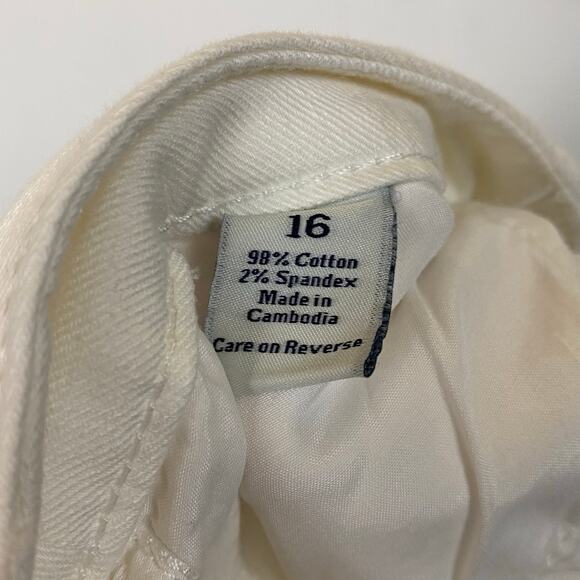 16
98% Cotton
2% Spandex
Made in
Cambodia
Care on Reverse